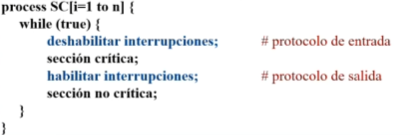 process SC[i=1 to n] {
while (true) {
deshabilitar interrupciones; # protocolo de entrada
sección crítica;
habilitar interrupciones; # protocolo de salida
sección no crítica;
}
}